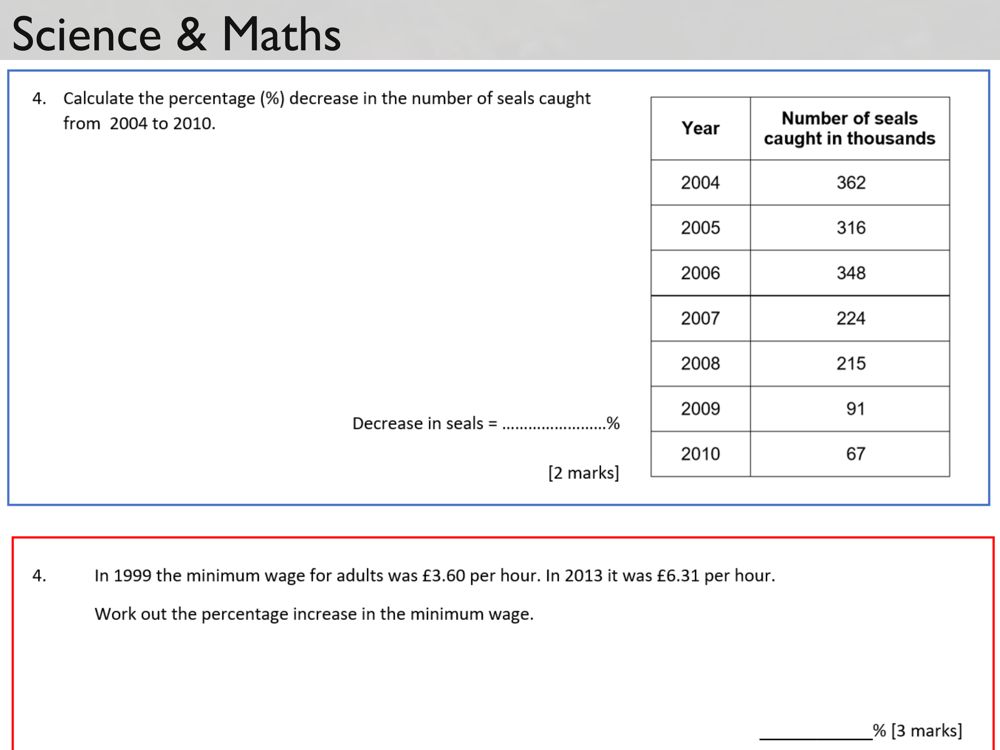 Science & Maths
4. Calculate the percentage (%) decrease in the number of seals caught
from 2004 to 2010.
Decrease in seals = ........................%
[2 marks]
Year Number of seals caught in thousands
2004 362
2005 316
2006 348
2007 224
2008 215
2009 91
2010 67
4. In 1999 the minimum wage for adults was £3.60 per hour. In 2013 it was £6.31 per hour.
Work out the percentage increase in the minimum wage.
____________% [3 marks]